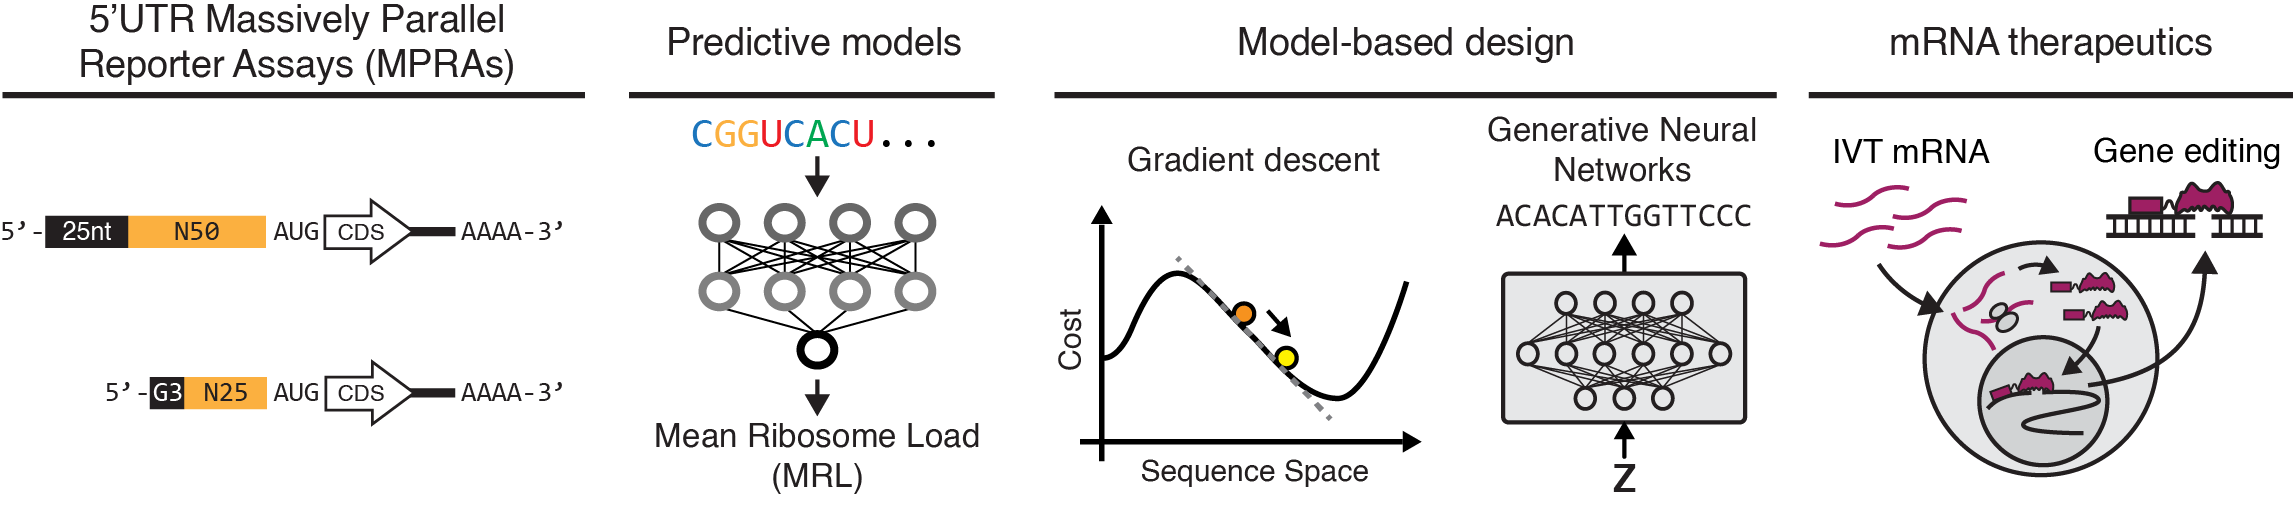 5’UTR Massively Parallel
Reporter Assays (MPRAs)
5’-25nt N50 AUG CDS AAAA-3’
5’-G3 N25 AUG CDS AAAA-3’
Predictive models
CGGUCACU...
Mean Ribosome Load
(MRL)
Model-based design
Gradient descent
Cost
Sequence Space
Generative Neural
Networks
ACACATTGGTTCCC
Z
mRNA therapeutics
IVT mRNA
Gene editing